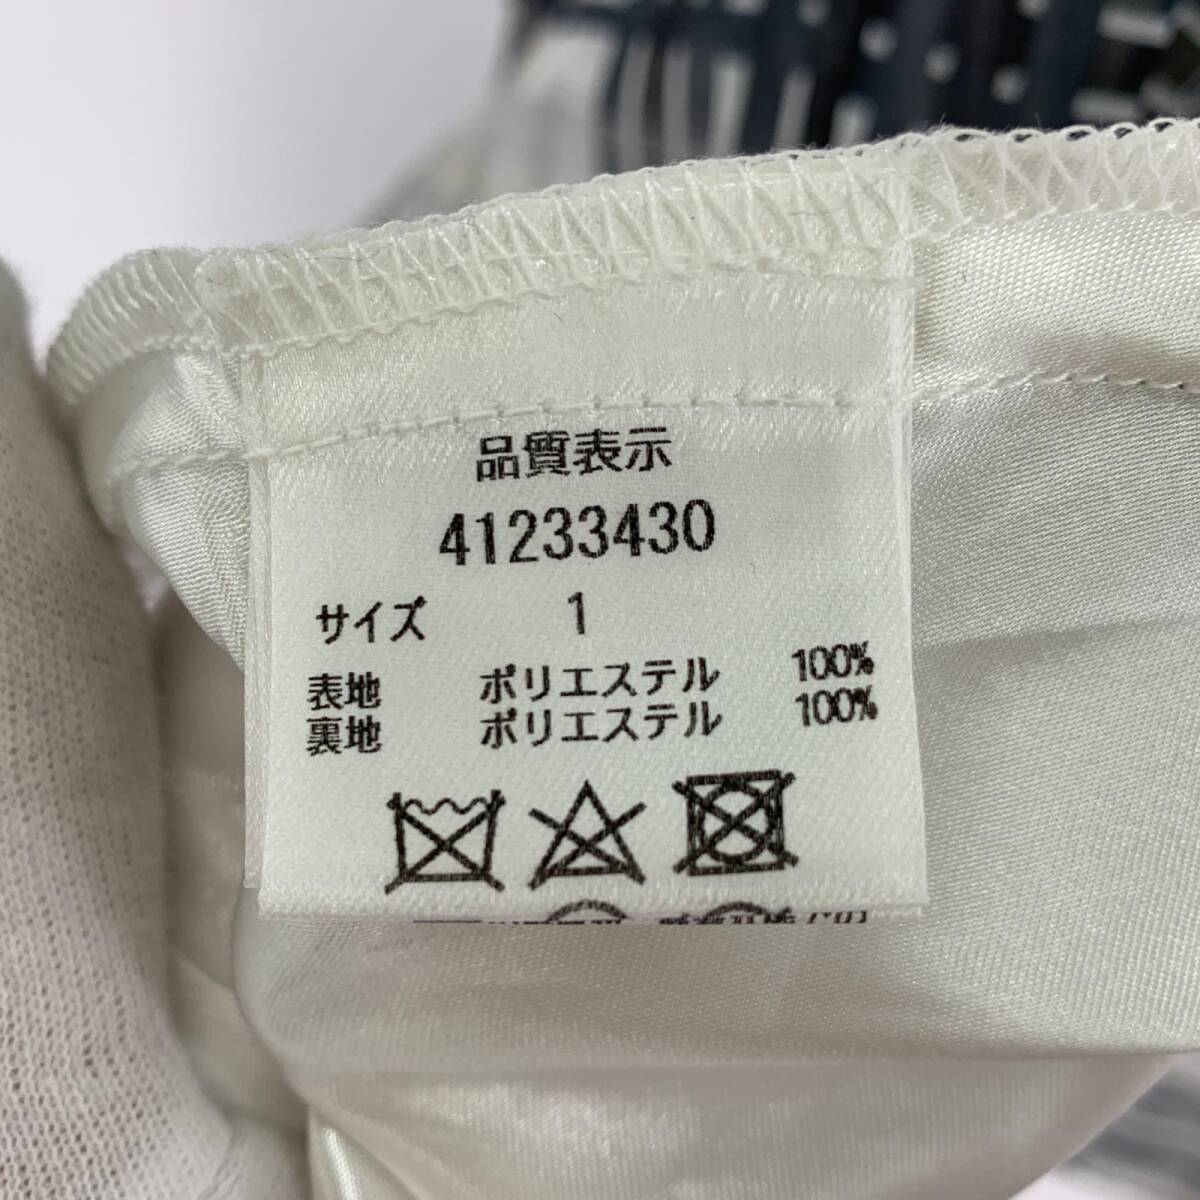 品質表示
41233430
サイズ 1
表地 ポリエステル 100%
裏地 ポリエステル 100%